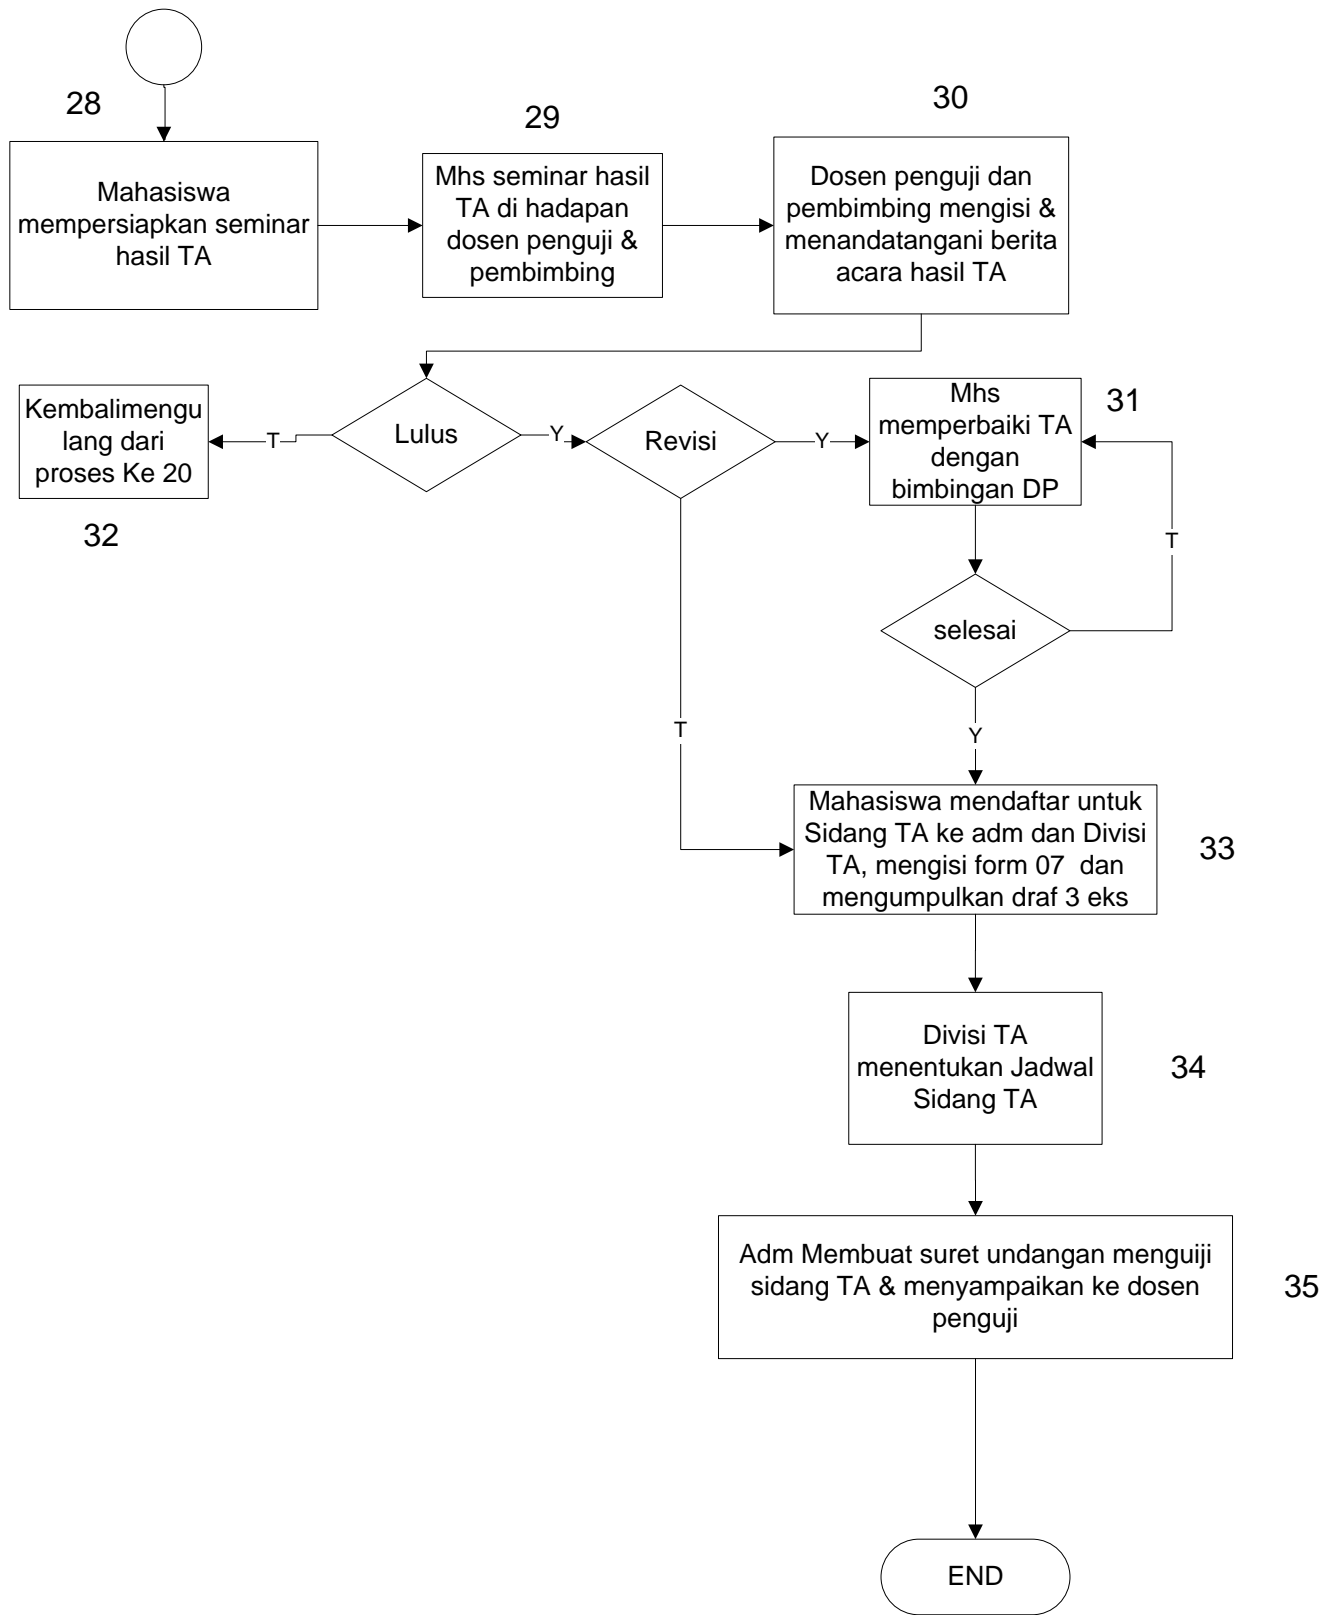 28
Mahasiswa
mempersiapkan seminar
hasil TA
29
Mhs seminar hasil
TA di hadapan
dosen penguji &
pembimbing
30
Dosen penguji dan
pembimbing mengisi &
menandatangani berita
acara hasil TA
Kembalimengu
lang dari
proses Ke 20
32
T
Lulus
Y
Revisi
Y
Mhs
memperbaiki TA
dengan
bimbingan DP
31
T
selesai
T
Y
Mahasiswa mendaftar untuk
Sidang TA ke adm dan Divisi
TA, mengisi form 07 dan
mengumpulkan draf 3 eks
33
Divisi TA
menentukan Jadwal
Sidang TA
34
Adm Membuat suret undangan menguiji
sidang TA & menyampaikan ke dosen
penguji
35
END